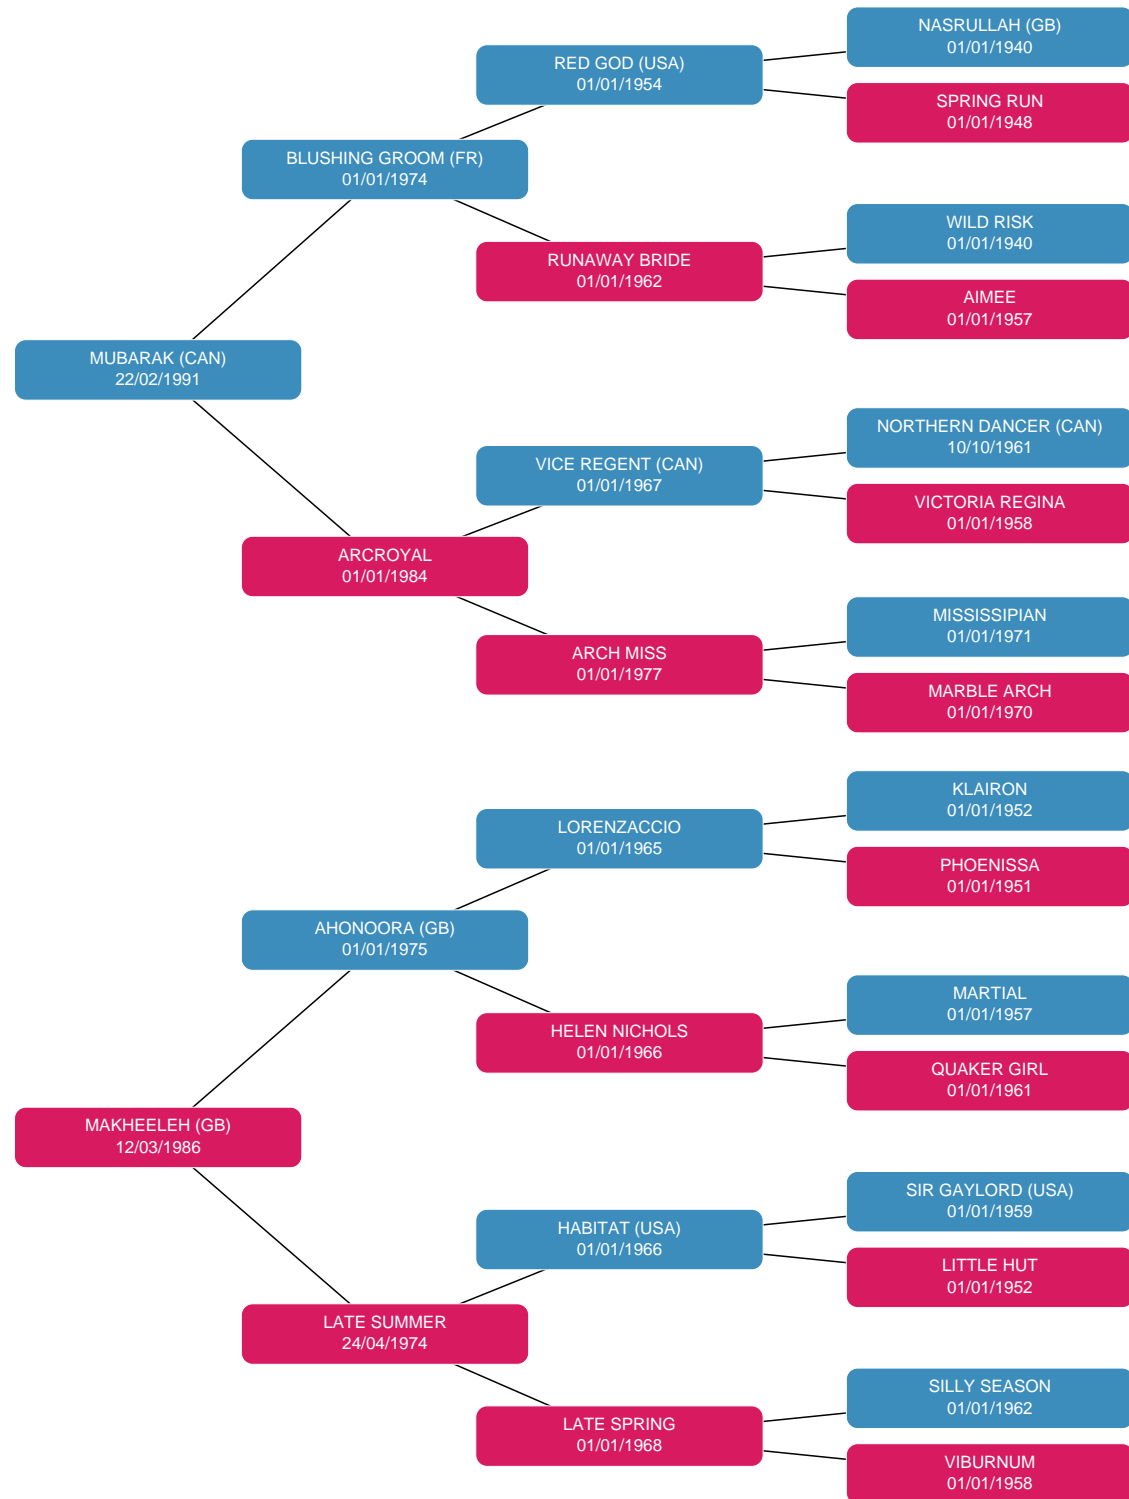 NASRULLAH (GB)
01/01/1940
RED GOD (USA)
01/01/1954
SPRING RUN
01/01/1948
BLUSHING GROOM (FR)
01/01/1974
WILD RISK
01/01/1940
RUNAWAY BRIDE
01/01/1962
AIMEE
01/01/1957
MUBARAK (CAN)
22/02/1991
NORTHERN DANCER (CAN)
10/10/1961
VICE REGENT (CAN)
01/01/1967
VICTORIA REGINA
01/01/1958
ARCROYAL
01/01/1984
MISSISSIPIAN
01/01/1971
ARCH MISS
01/01/1977
MARBLE ARCH
01/01/1970
KLAIRON
01/01/1952
LORENZACCIO
01/01/1965
PHOENISSA
01/01/1951
AHONOORA (GB)
01/01/1975
MARTIAL
01/01/1957
HELEN NICHOLS
01/01/1966
QUAKER GIRL
01/01/1961
MAKHEELEH (GB)
12/03/1986
SIR GAYLORD (USA)
01/01/1959
HABITAT (USA)
01/01/1966
LITTLE HUT
01/01/1952
LATE SUMMER
24/04/1974
SILLY SEASON
01/01/1962
LATE SPRING
01/01/1968
VIBURNUM
01/01/1958